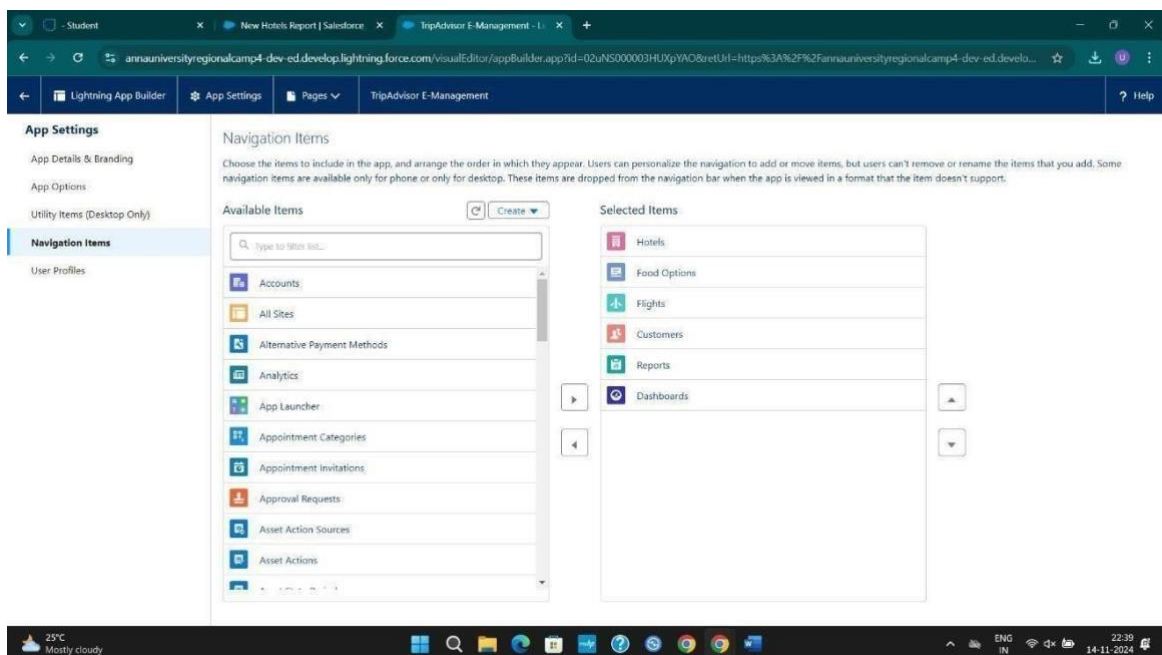 - Student
New Hotels Report | Salesforce
TripAdvisor E-Management - Li
annauniversityregionalcamp4-dev-ed.develop.lightning.force.com/visualEditor/appBuilder.app?id=02uNS000003HUXpYAO&retUrl=https%3A%2F%2Fannauniversityregionalcamp4-dev-ed.develo...
U
Lightning App Builder
App Settings
Pages
TripAdvisor E-Management
? Help
App Settings
App Details & Branding
App Options
Utility Items (Desktop Only)
Navigation Items
User Profiles
Navigation Items
Choose the items to include in the app, and arrange the order in which they appear. Users can personalize the navigation to add or move items, but users can't remove or rename the items that you add. Some
navigation items are available only for phone or only for desktop. These items are dropped from the navigation bar when the app is viewed in a format that the item doesn't support.
Available Items
Create
Type to filter list...
Accounts
All Sites
Alternative Payment Methods
Analytics
App Launcher
Appointment Categories
Appointment Invitations
Approval Requests
Asset Action Sources
Asset Actions
Selected Items
Hotels
Food Options
Flights
Customers
Reports
Dashboards
25°C
Mostly cloudy
ENG
IN
22:39
14-11-2024